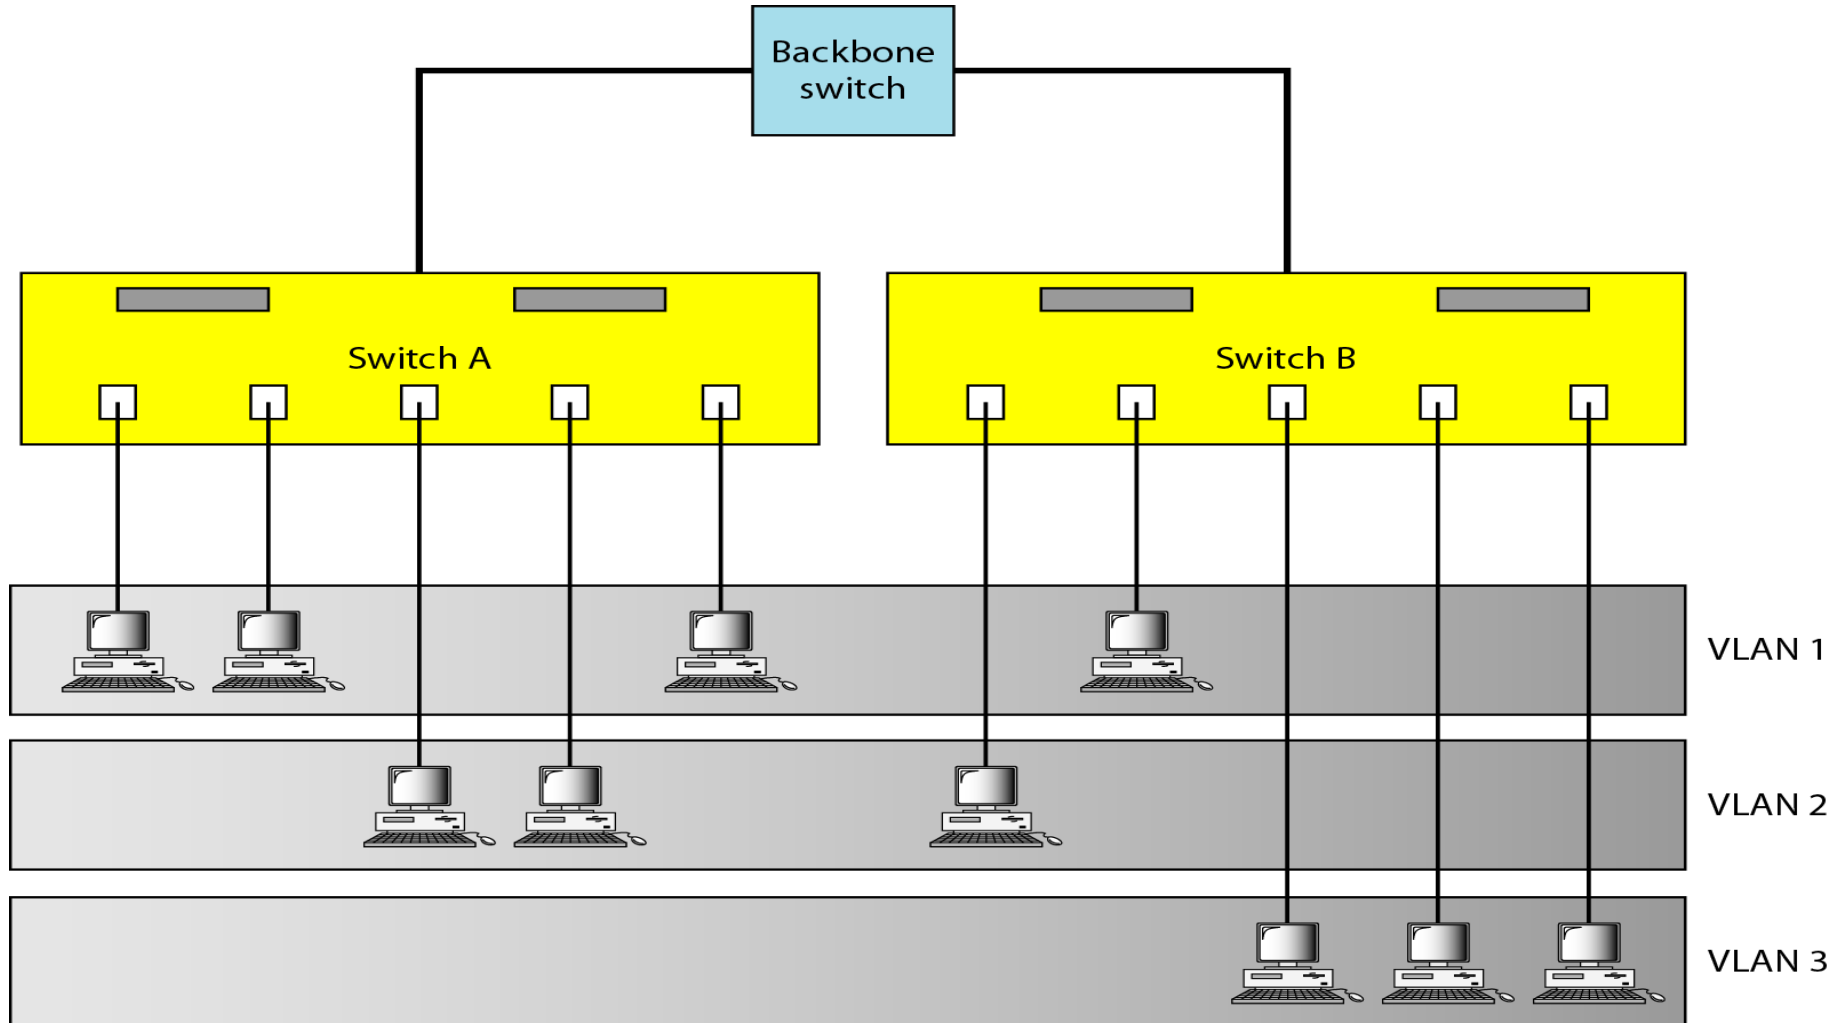 Backbone
switch
Switch A
Switch B
VLAN 1
VLAN 2
VLAN 3